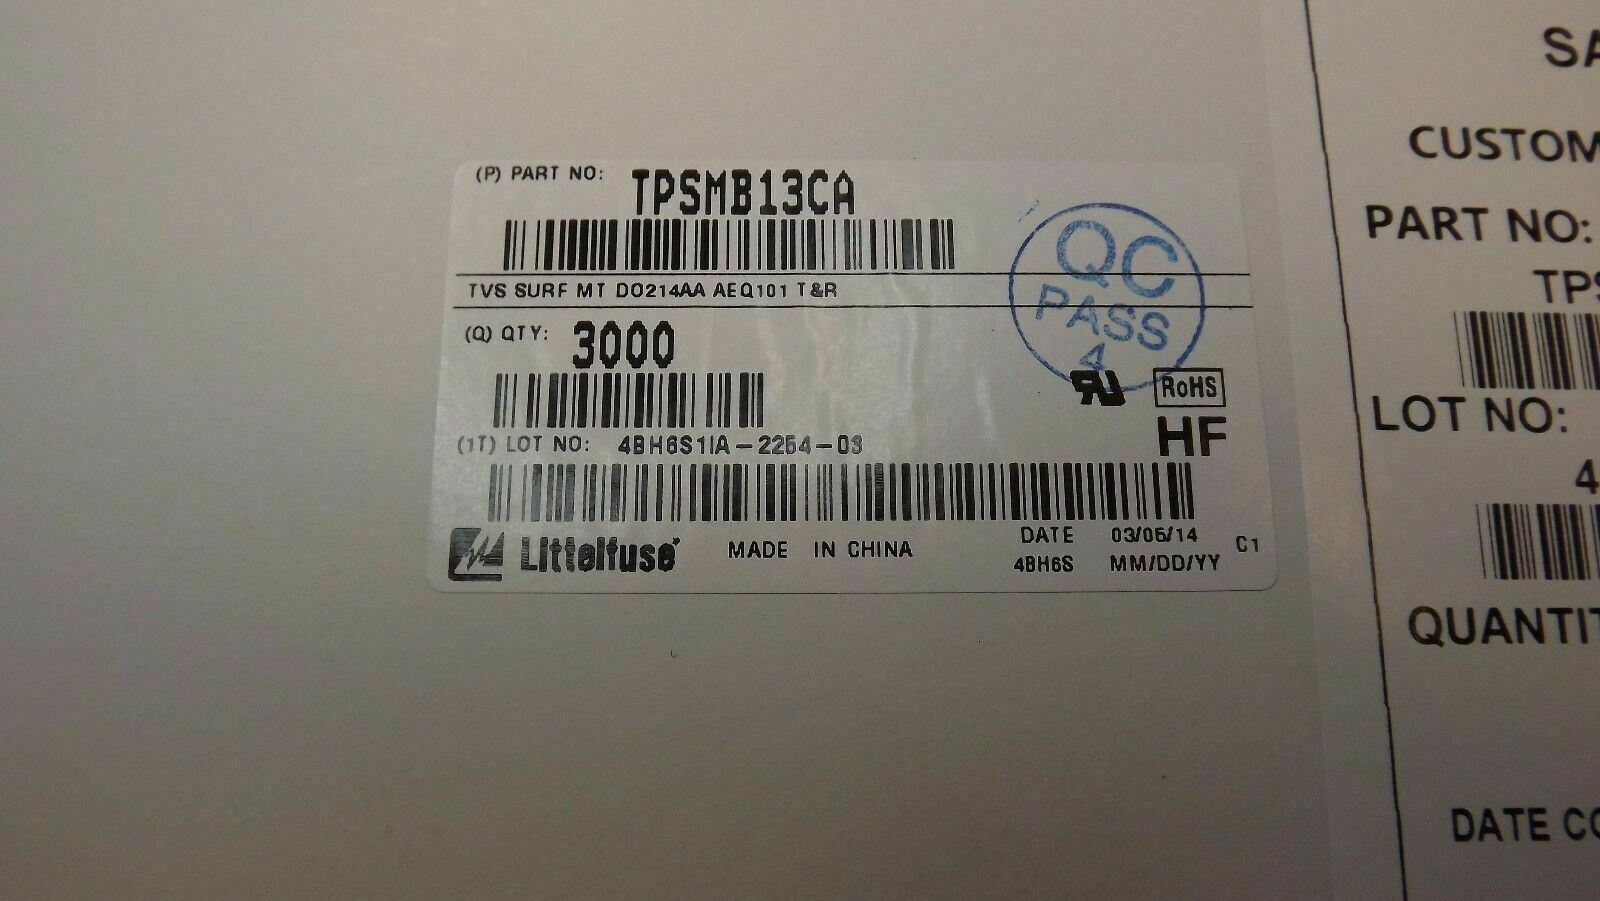 (P) PART NO: TPSMB13CA
TVS SURF MT DO214AA AEQ101 T&R
(Q) QTY: 3000
(1T) LOT NO: 4BH6S1IA-2254-03
QC
PASS
4
RoHS
HF
Littelfuse
MADE IN CHINA
DATE 03/05/14
4BH6S MM/DD/YY
C1
SA
CUSTOM
PART NO:
TPS
LOT NO:
4
QUANTIT
DATE CO